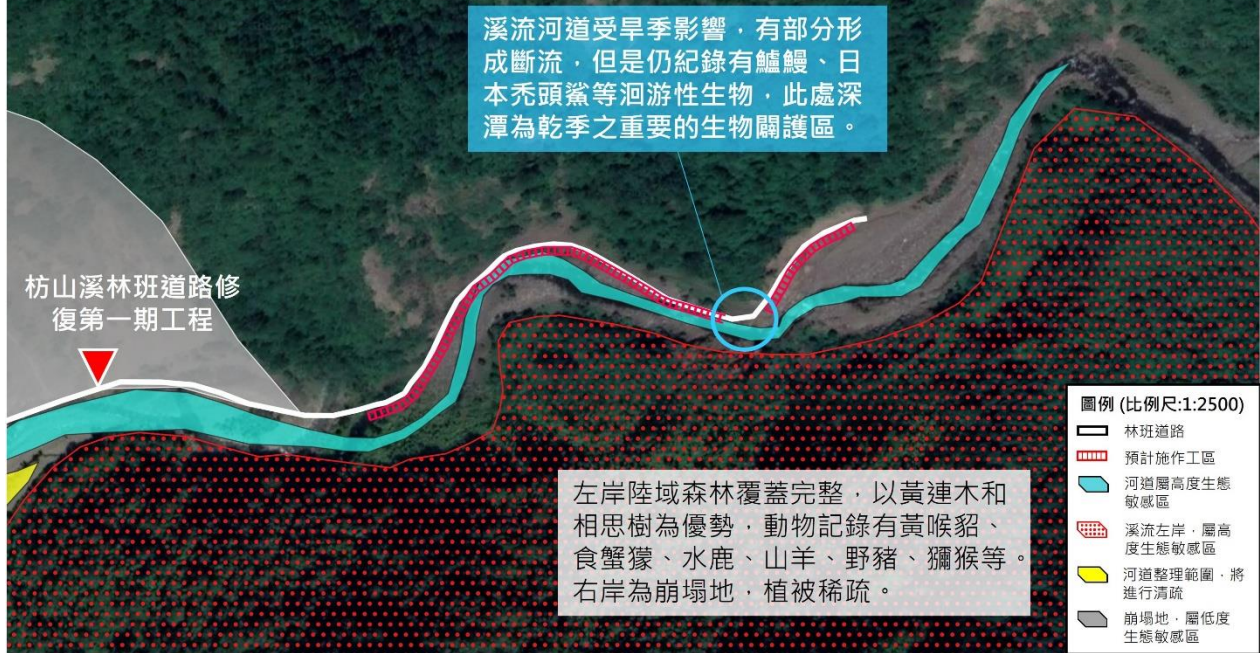 溪流河道受旱季影響，有部分形
成斷流，但是仍紀錄有鱸鰻、日
本禿頭鯊等洄游性生物，此處深
潭為乾季之重要的生物關護區。
枋山溪林班道路修
復第一期工程
左岸陸域森林覆蓋完整，以黃連木和
相思樹為優勢，動物記錄有黃喉貂、
食蟹獴、水鹿、山羊、野豬、獼猴等。
右岸為崩塌地，植被稀疏。
圖例 (比例尺:1:2500)
林班道路
預計施作工區
河道屬高度生態
敏感區
溪流左岸，屬高
度生態敏感區
河道整理範圍，將
進行清疏
崩塌地，屬低度
生態敏感區